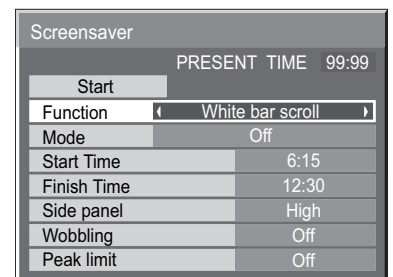 Screensaver
PRESENT TIME 99:99
Start
Function White bar scroll
Mode Off
Start Time 6:15
Finish Time 12:30
Side panel High
Wobbling Off
Peak limit Off